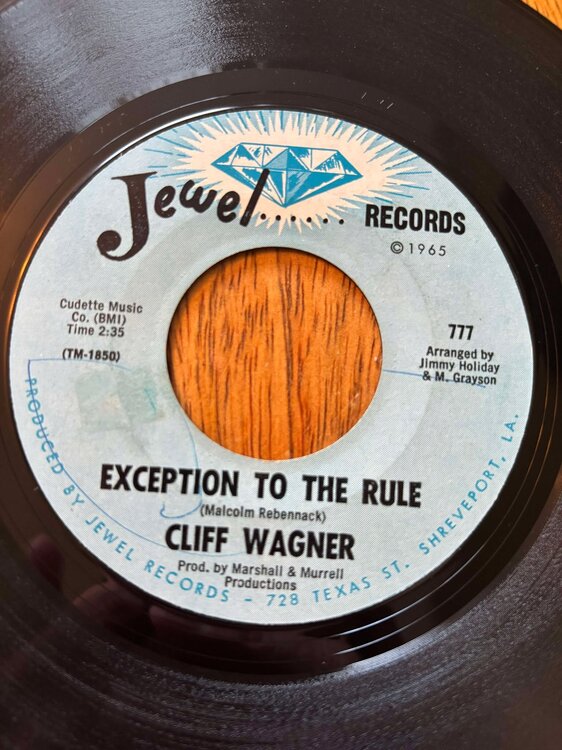 Jewel...... RECORDS
©1965
Cudette Music
Co. (BMI)
Time 2:35
(TM-1850)
777
Arranged by
Jimmy Holiday
& M. Grayson
EXCEPTION TO THE RULE
(Malcolm Rebennack)
CLIFF WAGNER
Prod. by Marshall & Murrell
Productions
PRODUCED BY JEWEL RECORDS - 728 TEXAS ST. SHREVEPORT, LA.